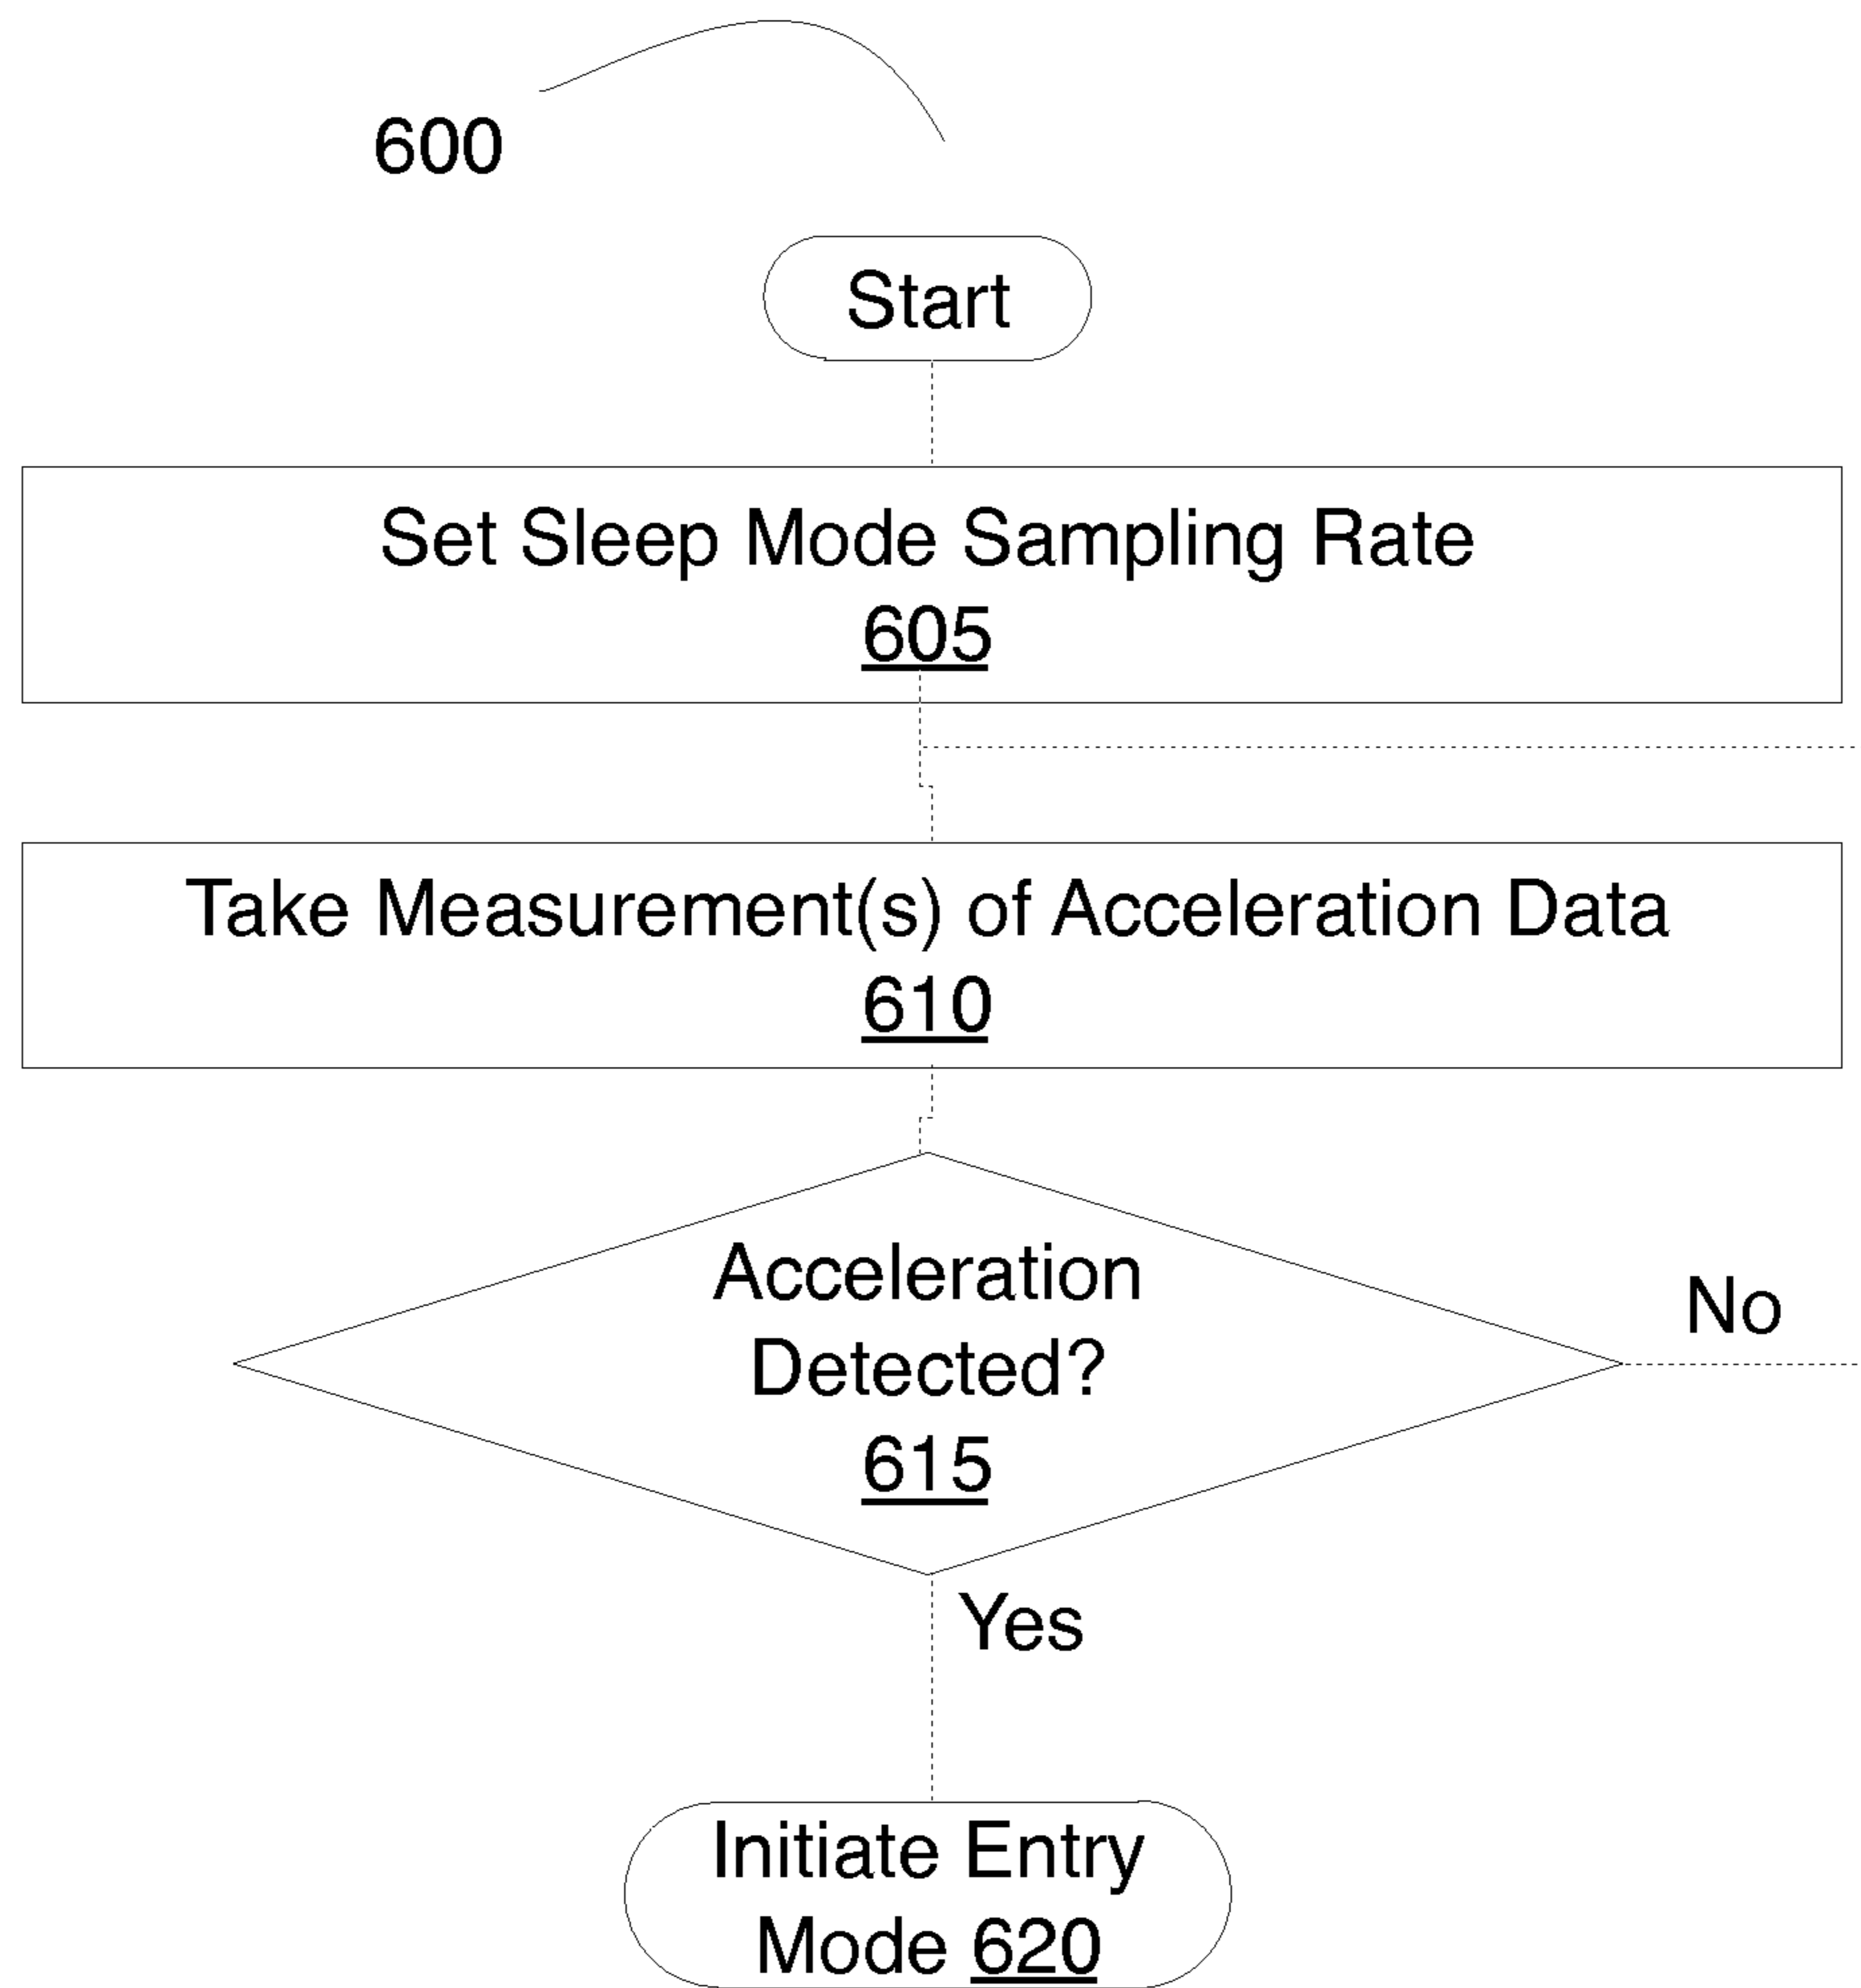 600
Start
Set Sleep Mode Sampling Rate
605
Take Measurement(s) of Acceleration Data
610
Acceleration
Detected?
615
No
Yes
Initiate Entry
Mode 620